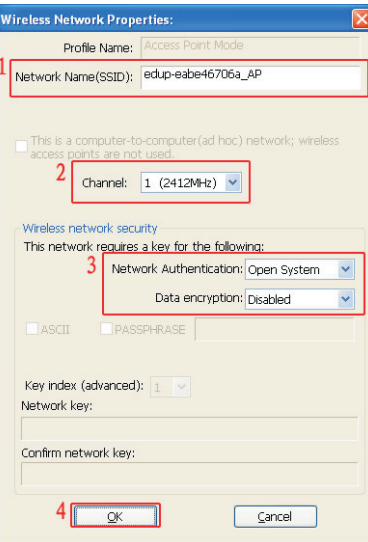 Wireless Network Properties:
Profile Name: Access Point Mode
1
Network Name(SSID): edup-eabe46706a_AP
This is a computer-to-computer(ad hoc) network; wireless
access points are not used.
2
Channel: 1 (2412MHz)
Wireless network security
This network requires a key for the following:
3
Network Authentication: Open System
Data encryption: Disabled
ASCII PASSPHRASE
Key index (advanced): 1
Network key:
Confirm network key:
4
OK Cancel